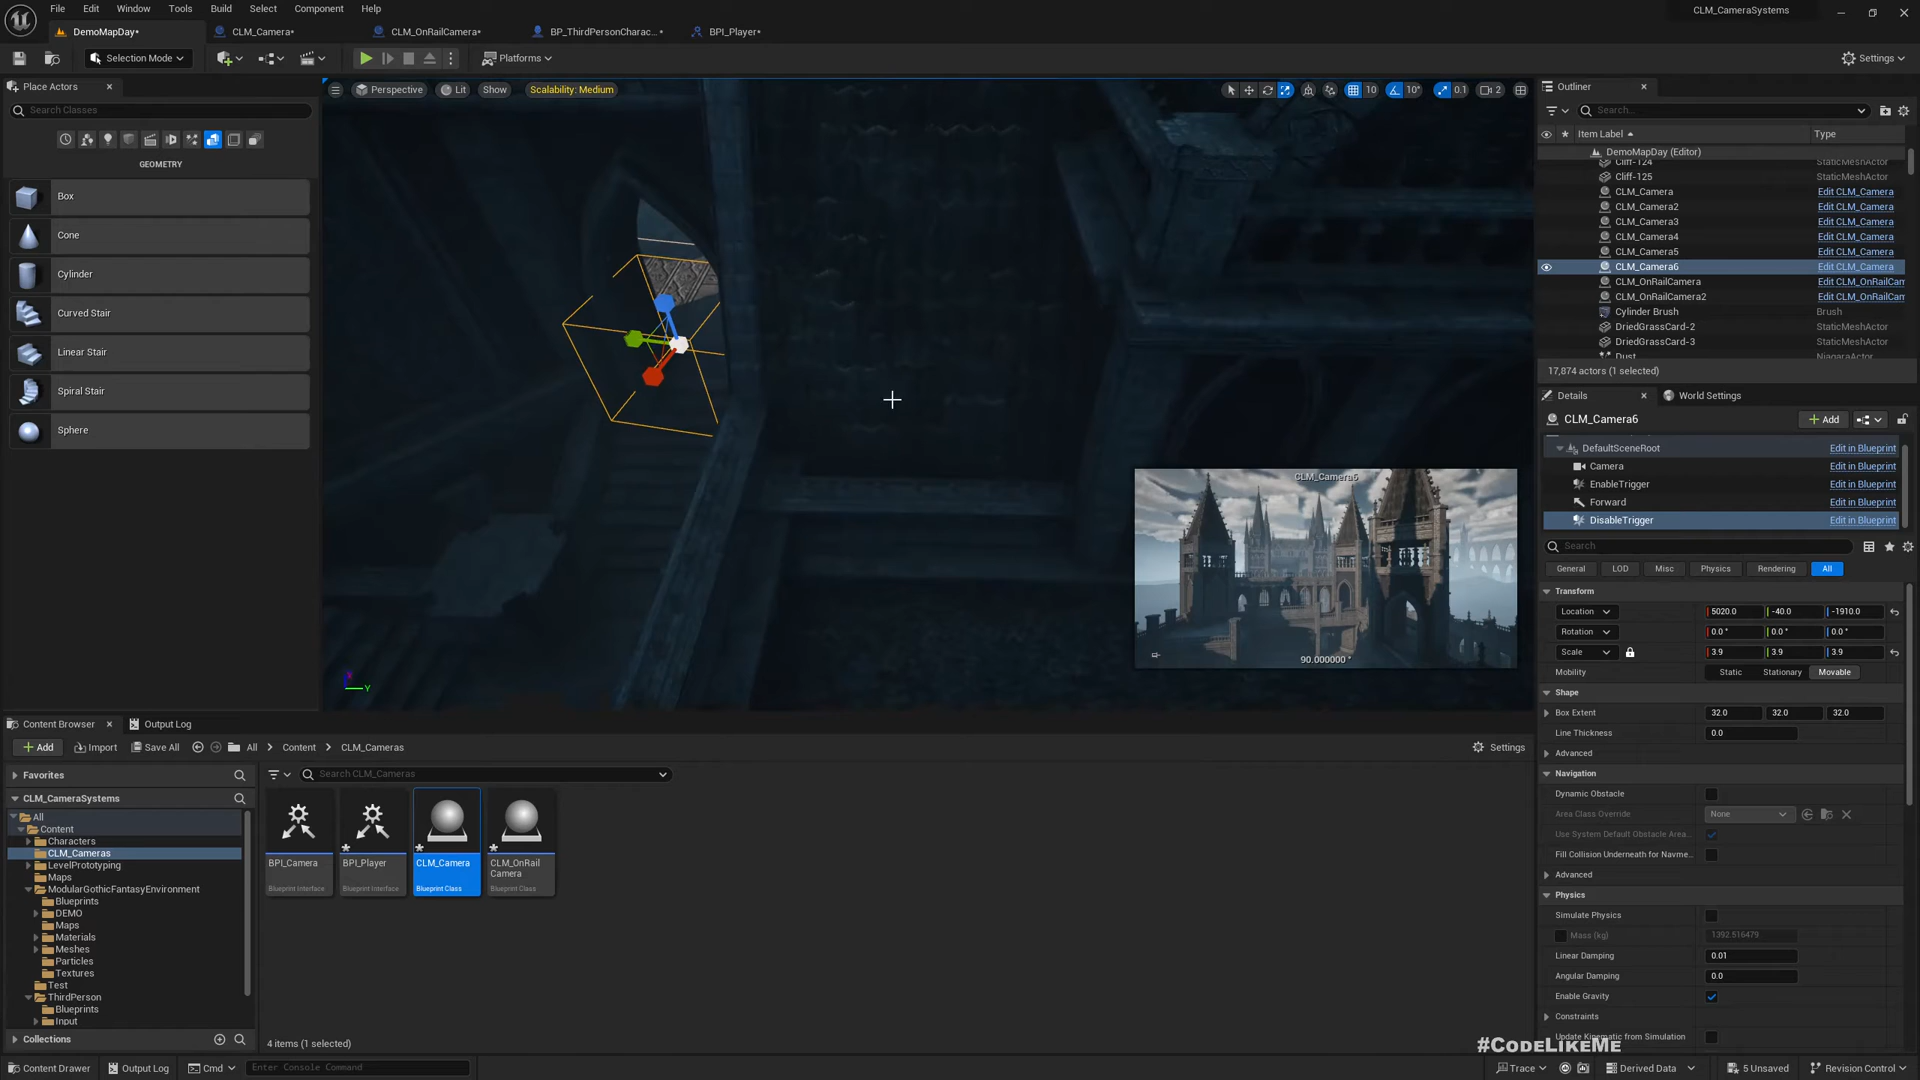 File Edit Window Tools Build Select Component Help
CLM_CameraSystems
DemoMapDay•
CLM_Camera•
CLM_OnRailCamera•
BP_ThirdPersonCharac...•
BPI_Player•
Selection Mode
Platforms
Settings
Place Actors
Search Classes
GEOMETRY
Box
Cone
Cylinder
Curved Stair
Linear Stair
Spiral Stair
Sphere
Perspective Lit Show Scalability: Medium
10 10° 0.1 2
CLM_Camera6
90.000000 °
Outliner
Search...
Item Label Type
DemoMapDay (Editor)
Cliff-124 StaticMeshActor
Cliff-125 StaticMeshActor
CLM_Camera Edit CLM_Camera
CLM_Camera2 Edit CLM_Camera
CLM_Camera3 Edit CLM_Camera
CLM_Camera4 Edit CLM_Camera
CLM_Camera5 Edit CLM_Camera
CLM_Camera6 Edit CLM_Camera
CLM_OnRailCamera Edit CLM_OnRailCam
CLM_OnRailCamera2 Edit CLM_OnRailCam
Cylinder Brush Brush
DriedGrassCard-2 StaticMeshActor
DriedGrassCard-3 StaticMeshActor
Dust NiagaraActor
17,874 actors (1 selected)
Details World Settings
CLM_Camera6
Add
DefaultSceneRoot Edit in Blueprint
Camera Edit in Blueprint
EnableTrigger Edit in Blueprint
Forward Edit in Blueprint
DisableTrigger Edit in Blueprint
Search
General LOD Misc Physics Rendering All
Transform
Location 5020.0 -40.0 -1910.0
Rotation 0.0 ° 0.0 ° 0.0 °
Scale 3.9 3.9 3.9
Mobility Static Stationary Movable
Shape
Box Extent 32.0 32.0 32.0
Line Thickness 0.0
Advanced
Navigation
Dynamic Obstacle
Area Class Override None
Use System Default Obstacle Area...
Fill Collision Underneath for Navme...
Advanced
Physics
Simulate Physics
Mass (kg) 1392.516479
Linear Damping 0.01
Angular Damping 0.0
Enable Gravity
Constraints
Update Kinematic from Simulation
#CodeLikeMe
Content Browser Output Log
Add Import Save All All Content CLM_Cameras Settings
Favorites
CLM_CameraSystems
All
Content
Characters
CLM_Cameras
LevelPrototyping
Maps
ModularGothicFantasyEnvironment
Blueprints
DEMO
Maps
Materials
Meshes
Particles
Textures
Test
ThirdPerson
Blueprints
Input
Collections
Search CLM_Cameras
BPI_Camera
Blueprint Interface
BPI_Player
Blueprint Interface
CLM_Camera
Blueprint Class
CLM_OnRail
Camera
Blueprint Class
4 items (1 selected)
Content Drawer Output Log Cmd Enter Console Command
Trace Derived Data 5 Unsaved Revision Control
X
Y